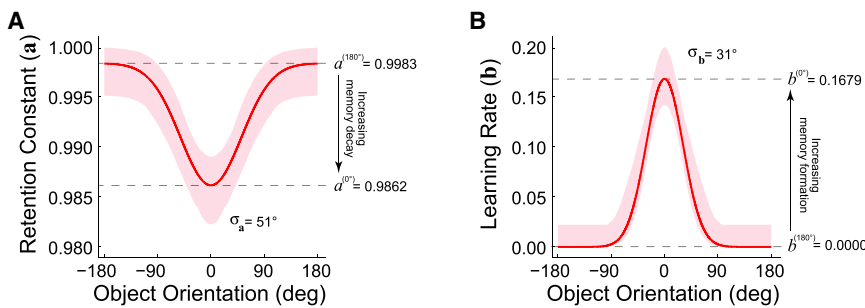 A
Retention Constant (a)
1.000
0.995
0.990
0.985
0.980
−180
−90
0
90
180
Object Orientation (deg)
σa = 51°
a(180°) = 0.9983
Increasing
memory decay
a(0°) = 0.9862
B
Learning Rate (b)
0.20
0.15
0.10
0.05
0.00
−180
−90
0
90
180
Object Orientation (deg)
σb = 31°
b(0°) = 0.1679
Increasing
memory formation
b(180°) = 0.0000